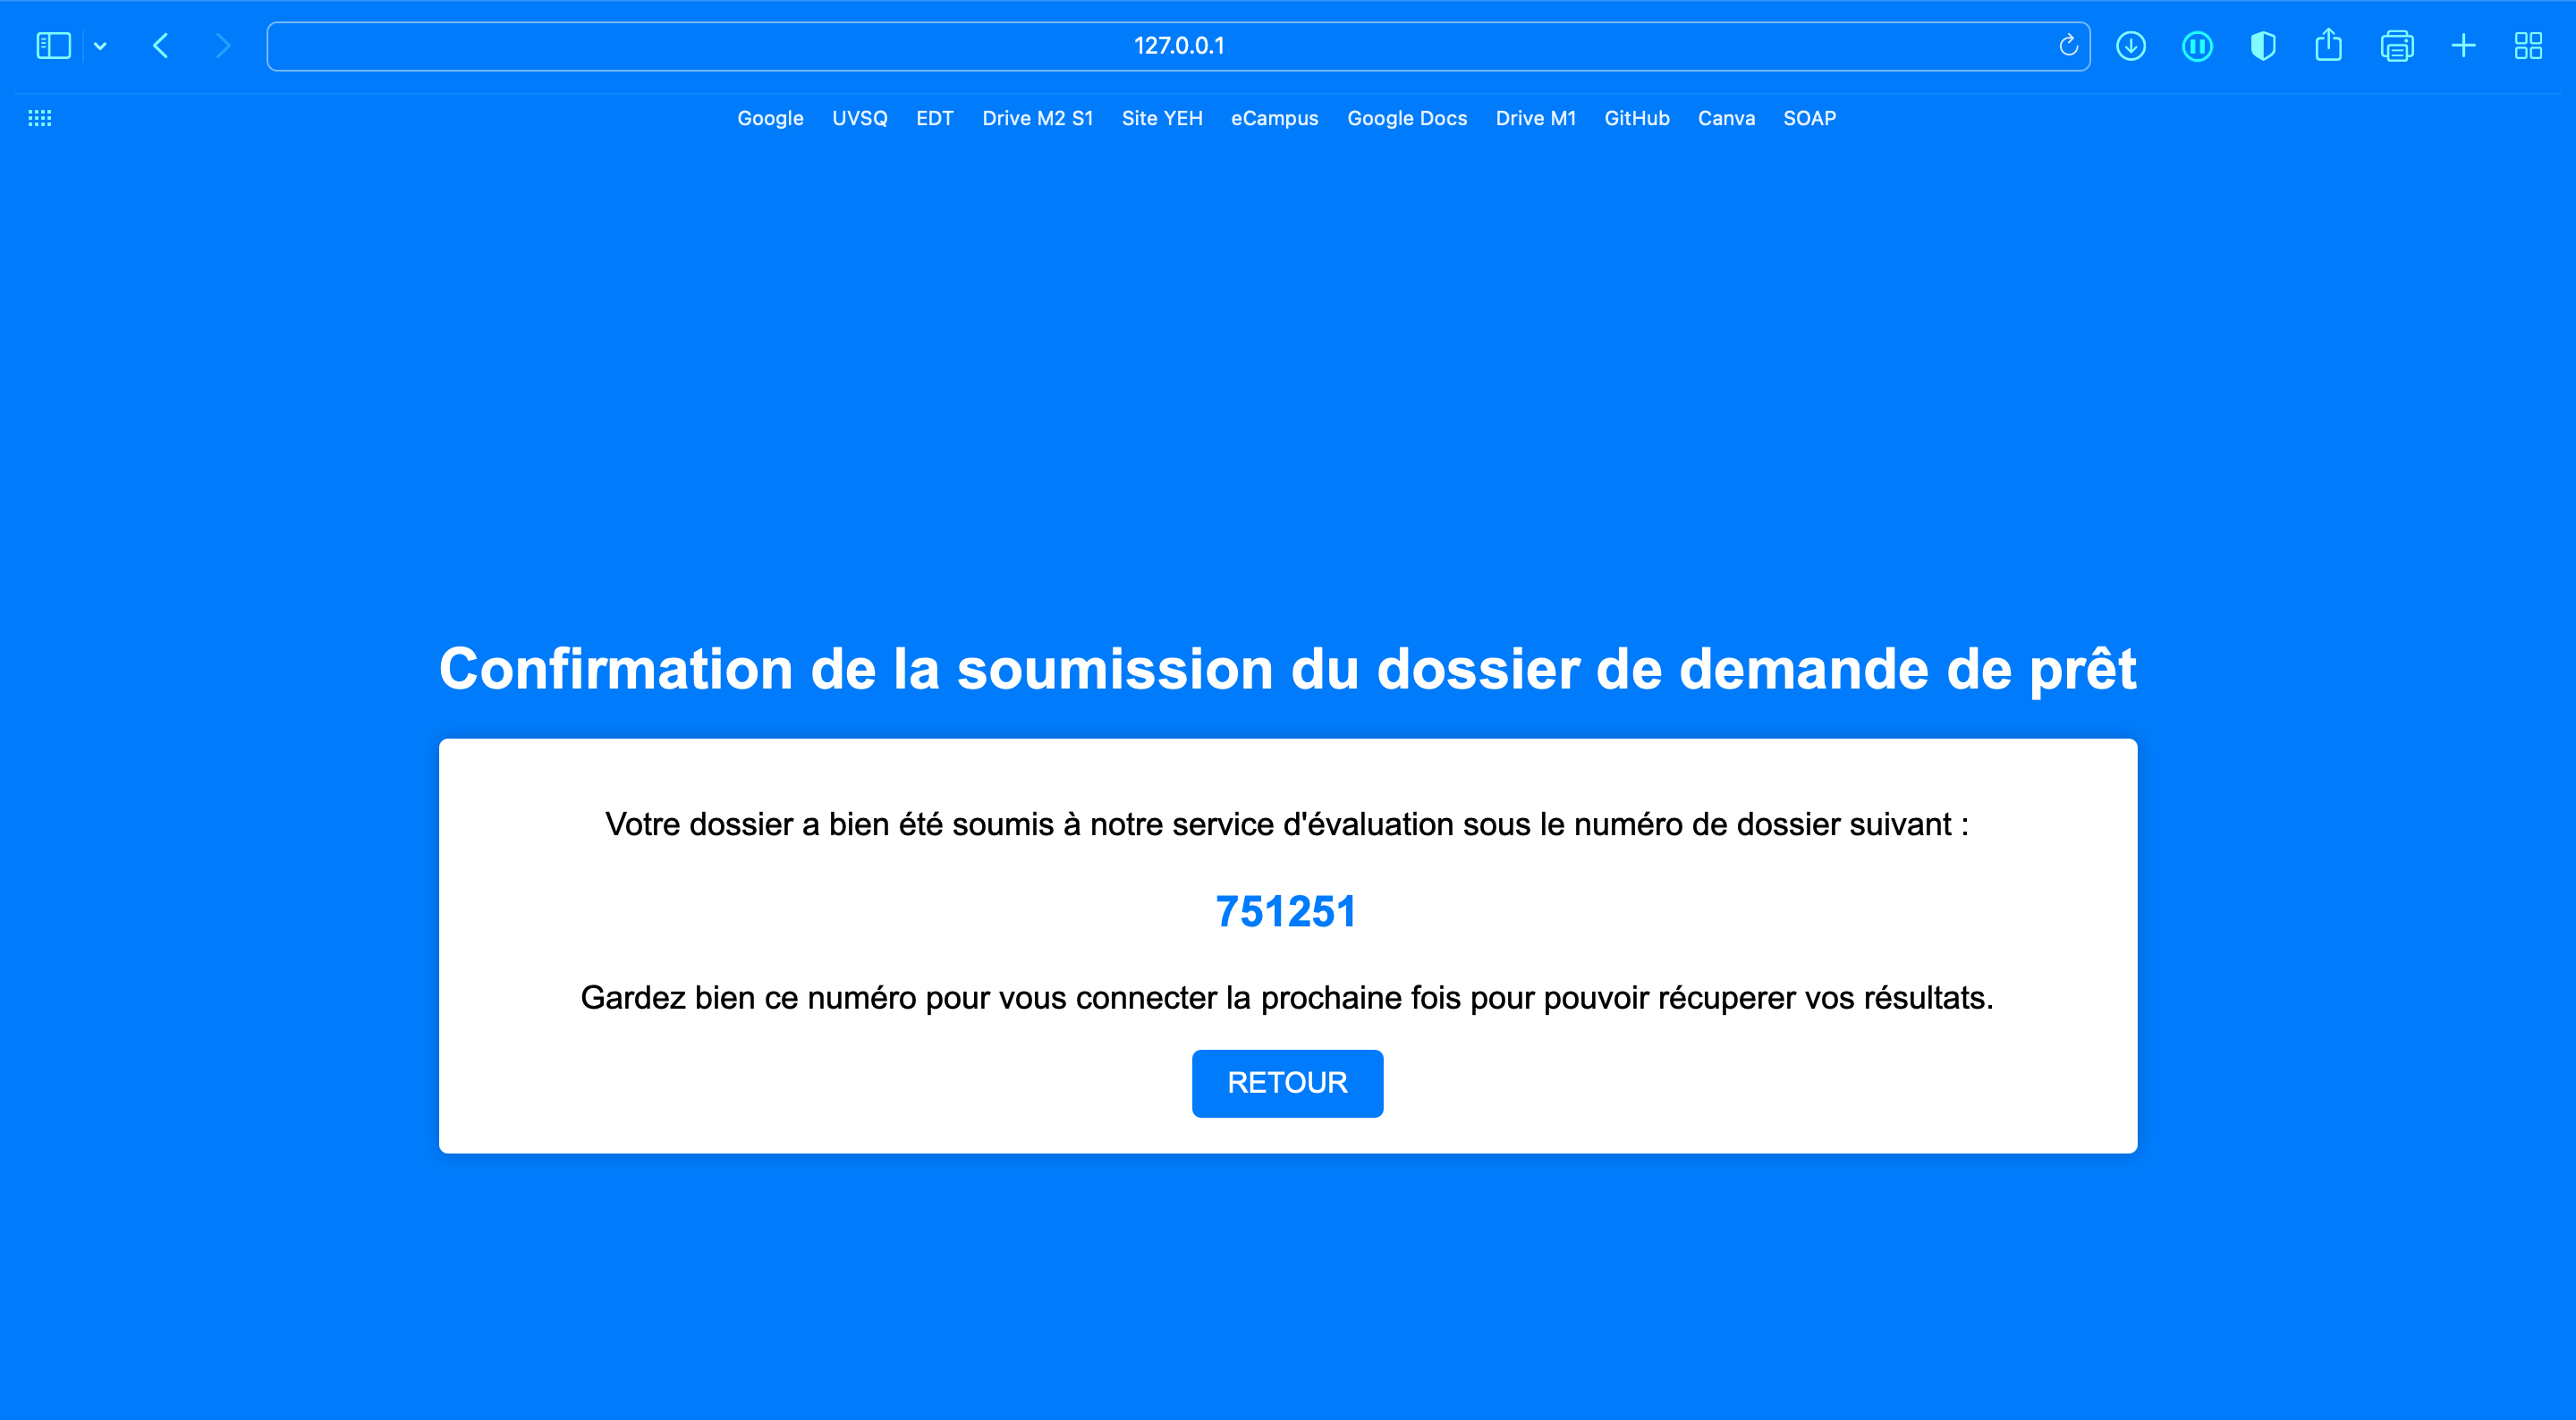 127.0.0.1
Google UVSQ EDT Drive M2 S1 Site YEH eCampus Google Docs Drive M1 GitHub Canva SOAP
Confirmation de la soumission du dossier de demande de prêt
Votre dossier a bien été soumis à notre service d'évaluation sous le numéro de dossier suivant :
751251
Gardez bien ce numéro pour vous connecter la prochaine fois pour pouvoir récuperer vos résultats.
RETOUR